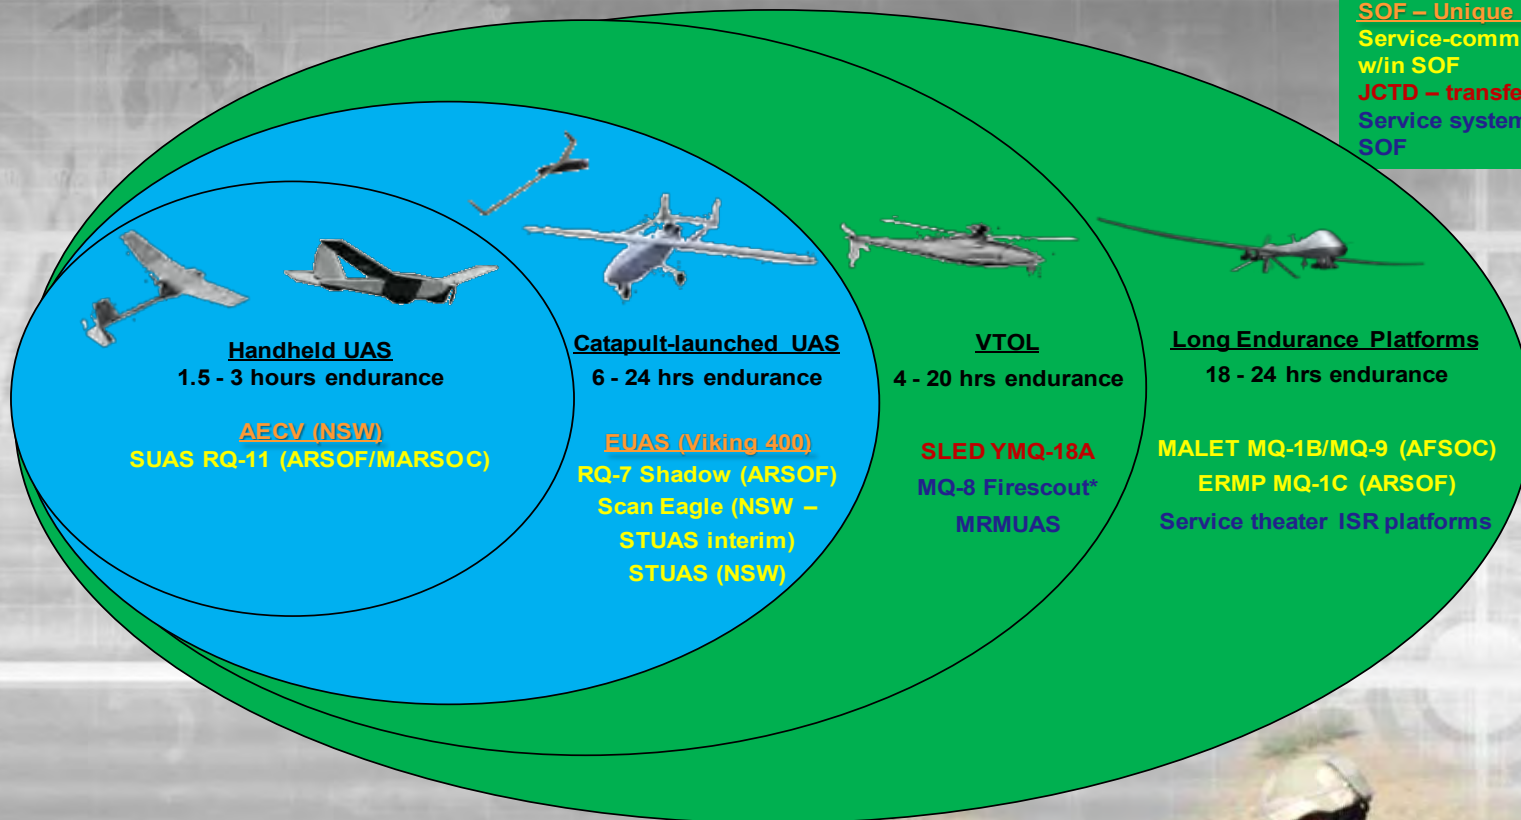 SOF – Unique
Service-comm
w/in SOF
JCTD – transfe
Service system
SOF
Handheld UAS
1.5 - 3 hours endurance
AECV (NSW)
SUAS RQ-11 (ARSOF/MARSOC)
Catapult-launched UAS
6 - 24 hrs endurance
EUAS (Viking 400)
RQ-7 Shadow (ARSOF)
Scan Eagle (NSW –
STUAS interim)
STUAS (NSW)
VTOL
4 - 20 hrs endurance
SLED YMQ-18A
MQ-8 Firescout*
MRMUAS
Long Endurance Platforms
18 - 24 hrs endurance
MALET MQ-1B/MQ-9 (AFSOC)
ERMP MQ-1C (ARSOF)
Service theater ISR platforms